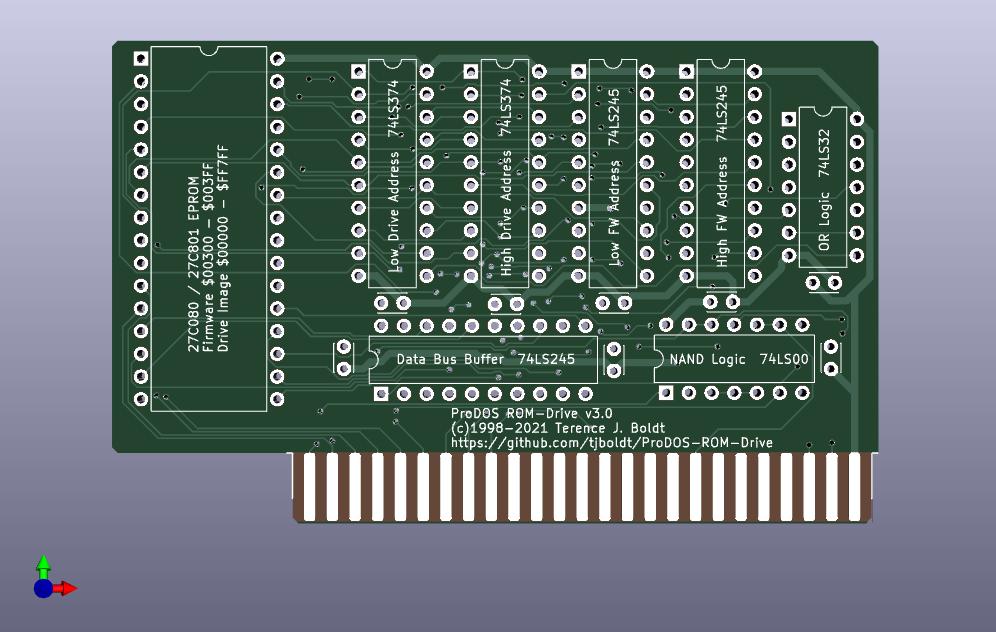 27C080 / 27C801 EPROM
Firmware $00300 – $003FF
Drive Image $00000 – $FF7FF
Low Drive Address 74LS374
High Drive Address 74LS374
Low FW Address 74LS245
High FW Address 74LS245
OR Logic 74LS32
Data Bus Buffer 74LS245
NAND Logic 74LS00
ProDOS ROM-Drive v3.0
(c)1998-2021 Terence J. Boldt
https://github.com/tjboldt/ProDOS-ROM-Drive